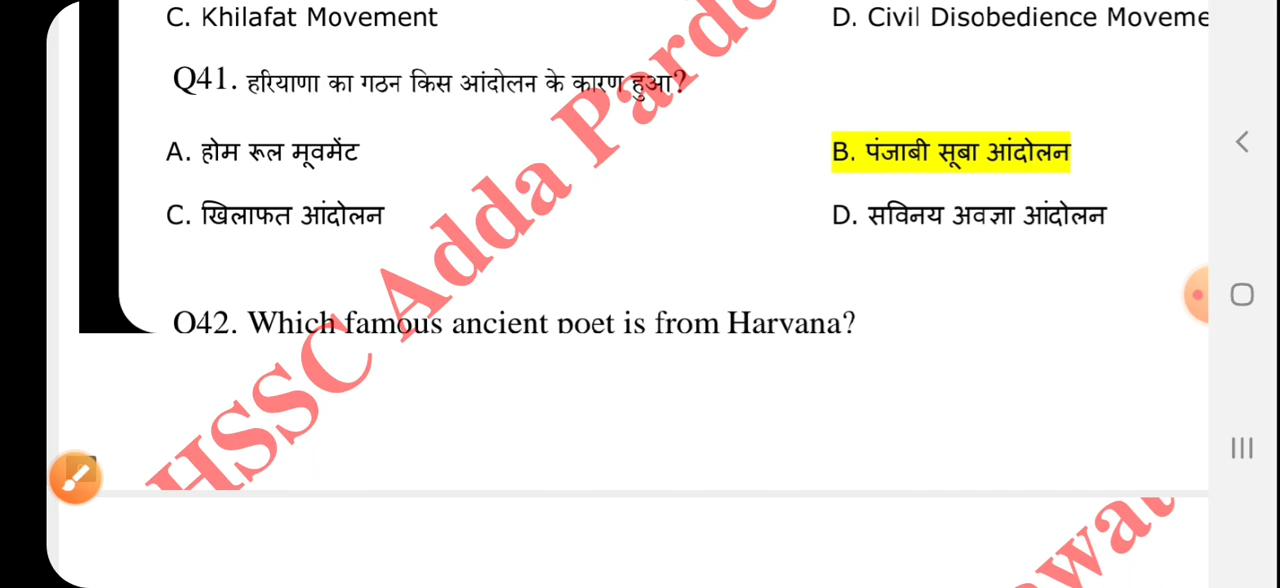 C. Khilafat Movement D. Civil Disobedience Moveme
Q41. हरियाणा का गठन किस आंदोलन के कारण हुआ?
A. होम रूल मूवमेंट B. पंजाबी सूबा आंदोलन
C. खिलाफत आंदोलन D. सविनय अवज्ञा आंदोलन
Q42. Which famous ancient poet is from Haryana?
HSSC Adda Pard